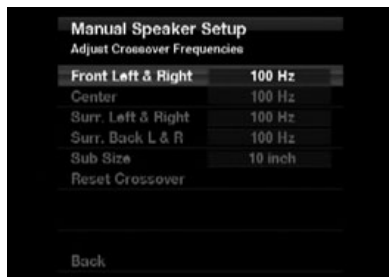 Manual Speaker Setup
Adjust Crossover Frequencies
Front Left & Right 100 Hz
Center 100 Hz
Surr. Left & Right 100 Hz
Surr. Back L & R 100 Hz
Sub Size 10 inch
Reset Crossover
Back